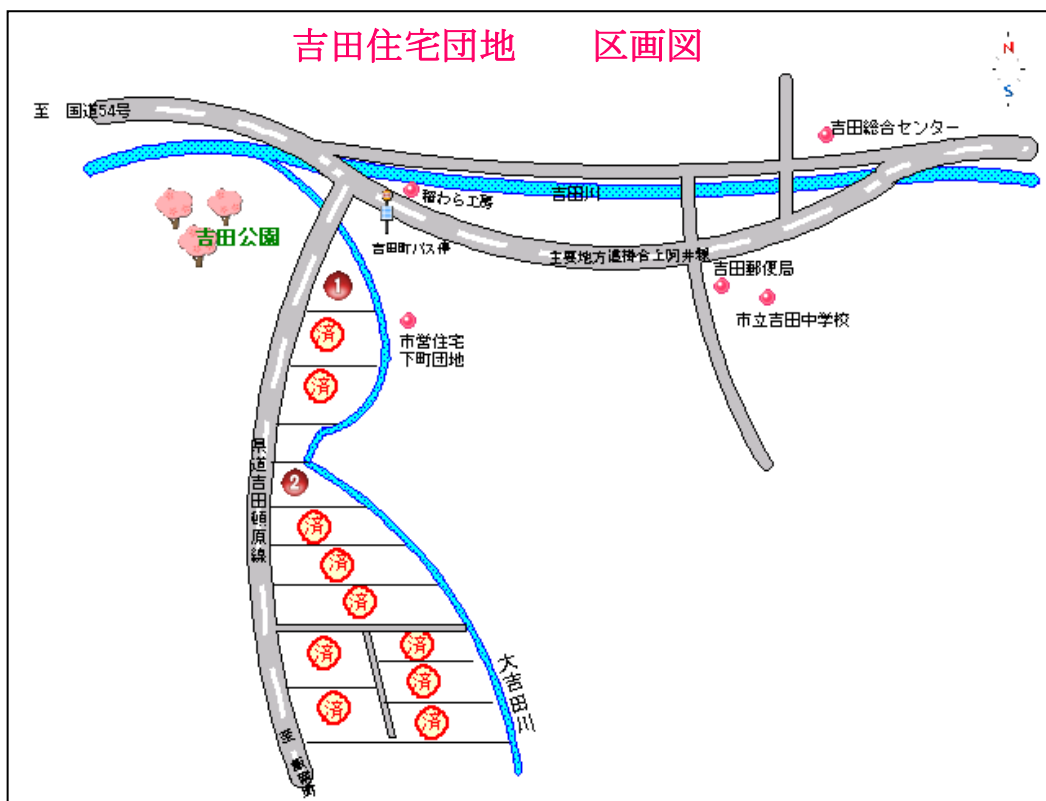 吉田住宅団地 区画図
N
S
至 国道54号
吉田総合センター
稲わら工房
吉田川
吉田公園
吉田町バス停
主要地方道掛合上阿井線
吉田郵便局
市立吉田中学校
1
済
市営住宅
下町団地
済
県道吉田頓原線
2
済
済
済
済
済
済
済
済
大吉田川
至